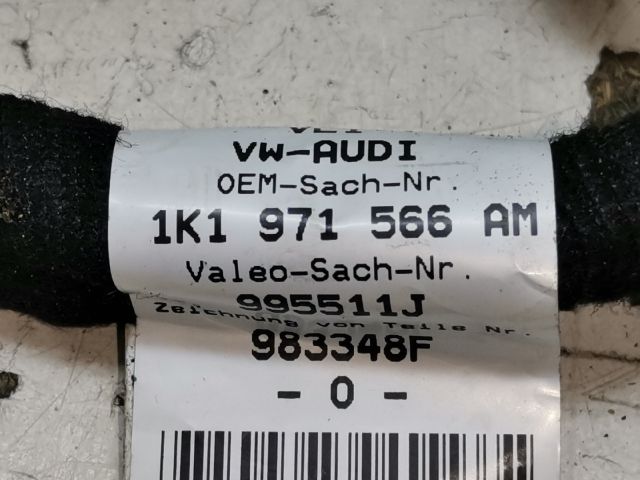 VW-AUDI
OEM-Sach-Nr.
1K1 971 566 AM
Valeo-Sach-Nr.
995511J
Zeichnung von Teile Nr.
983348F
- 0 -